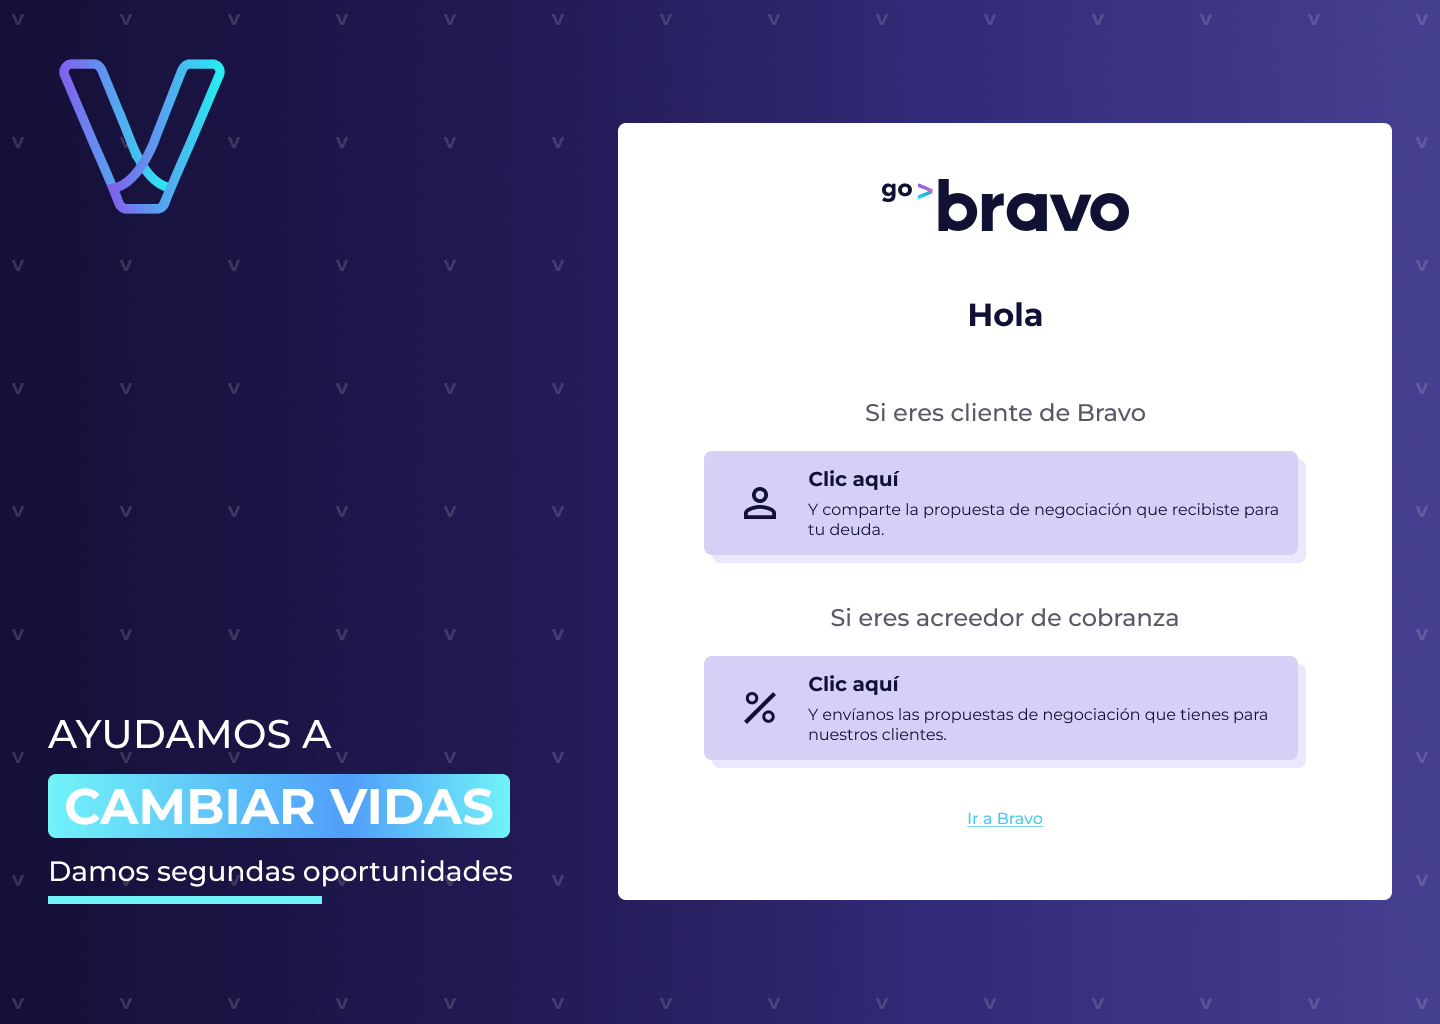 AYUDAMOS A
CAMBIAR VIDAS
Damos segundas oportunidades
go>bravo
Hola
Si eres cliente de Bravo
Clic aquí
Y comparte la propuesta de negociación que recibiste para
tu deuda.
Si eres acreedor de cobranza
Clic aquí
Y envíanos las propuestas de negociación que tienes para
nuestros clientes.
Ir a Bravo